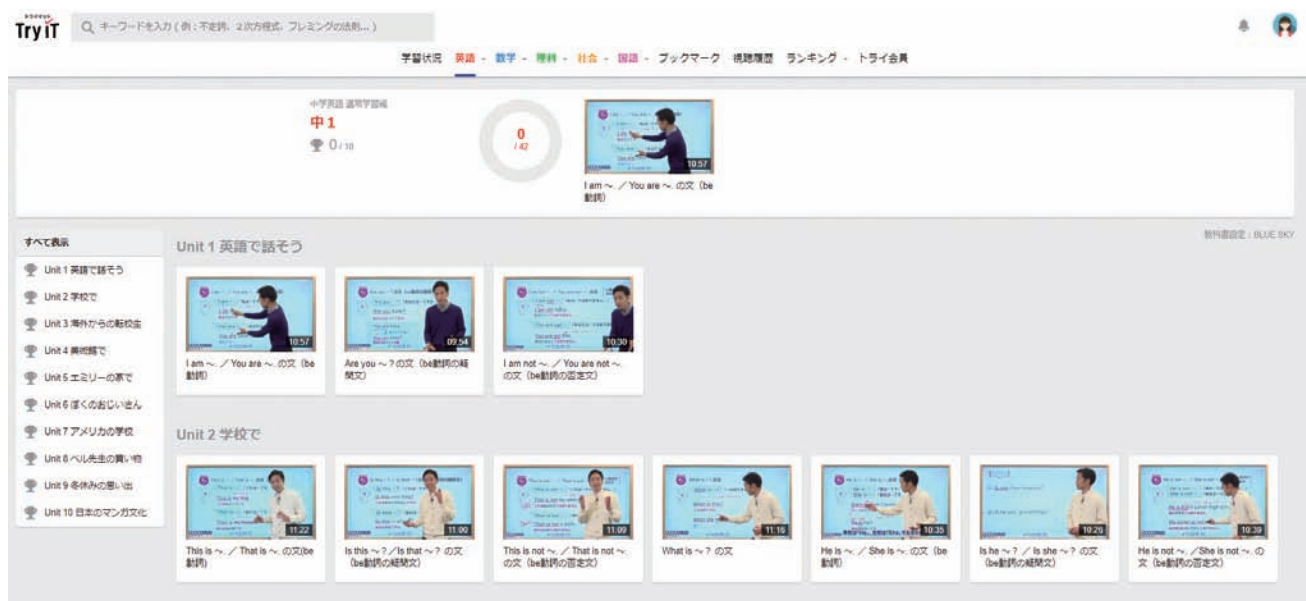 トライイット
Try iT
キーワードを入力 ( 例 : 不定詞、２次方程式、フレミングの法則... )
学習状況 英語 数学 理科 社会 国語 ブックマーク 視聴履歴 ランキング トライ会員
中学英語 通常学習編
中1
0 / 10
0
/ 42
10:57
I am ～. ／ You are ～. の文（be
動詞）
すべて表示
Unit 1 英語で話そう
Unit 2 学校で
Unit 3 海外からの転校生
Unit 4 美術館で
Unit 5 エミリーの家で
Unit 6 ぼくのおじいさん
Unit 7 アメリカの学校
Unit 8 ベル先生の買い物
Unit 9 冬休みの思い出
Unit 10 日本のマンガ文化
教科書設定 : BLUE SKY
Unit 1 英語で話そう
10:57
I am ～. ／ You are ～. の文（be
動詞）
09:54
Are you ～ ? の文（be動詞の疑
問文）
10:30
I am not ～. ／ You are not ～.
の文（be動詞の否定文）
Unit 2 学校で
11:22
This is ～. ／ That is ～. の文(be
動詞)
11:00
Is this ～ ? ／Is that ～ ? の文
（be動詞の疑問文）
11:09
This is not ～. ／ That is not ～.
の文（be動詞の否定文）
11:16
What is ～ ? の文
10:35
He is ～. ／ She is ～. の文（be
動詞）
10:26
Is he ～ ? ／ Is she ～ ? の文
（be動詞の疑問文）
10:39
He is not ～. ／She is not ～. の
文（be動詞の否定文）